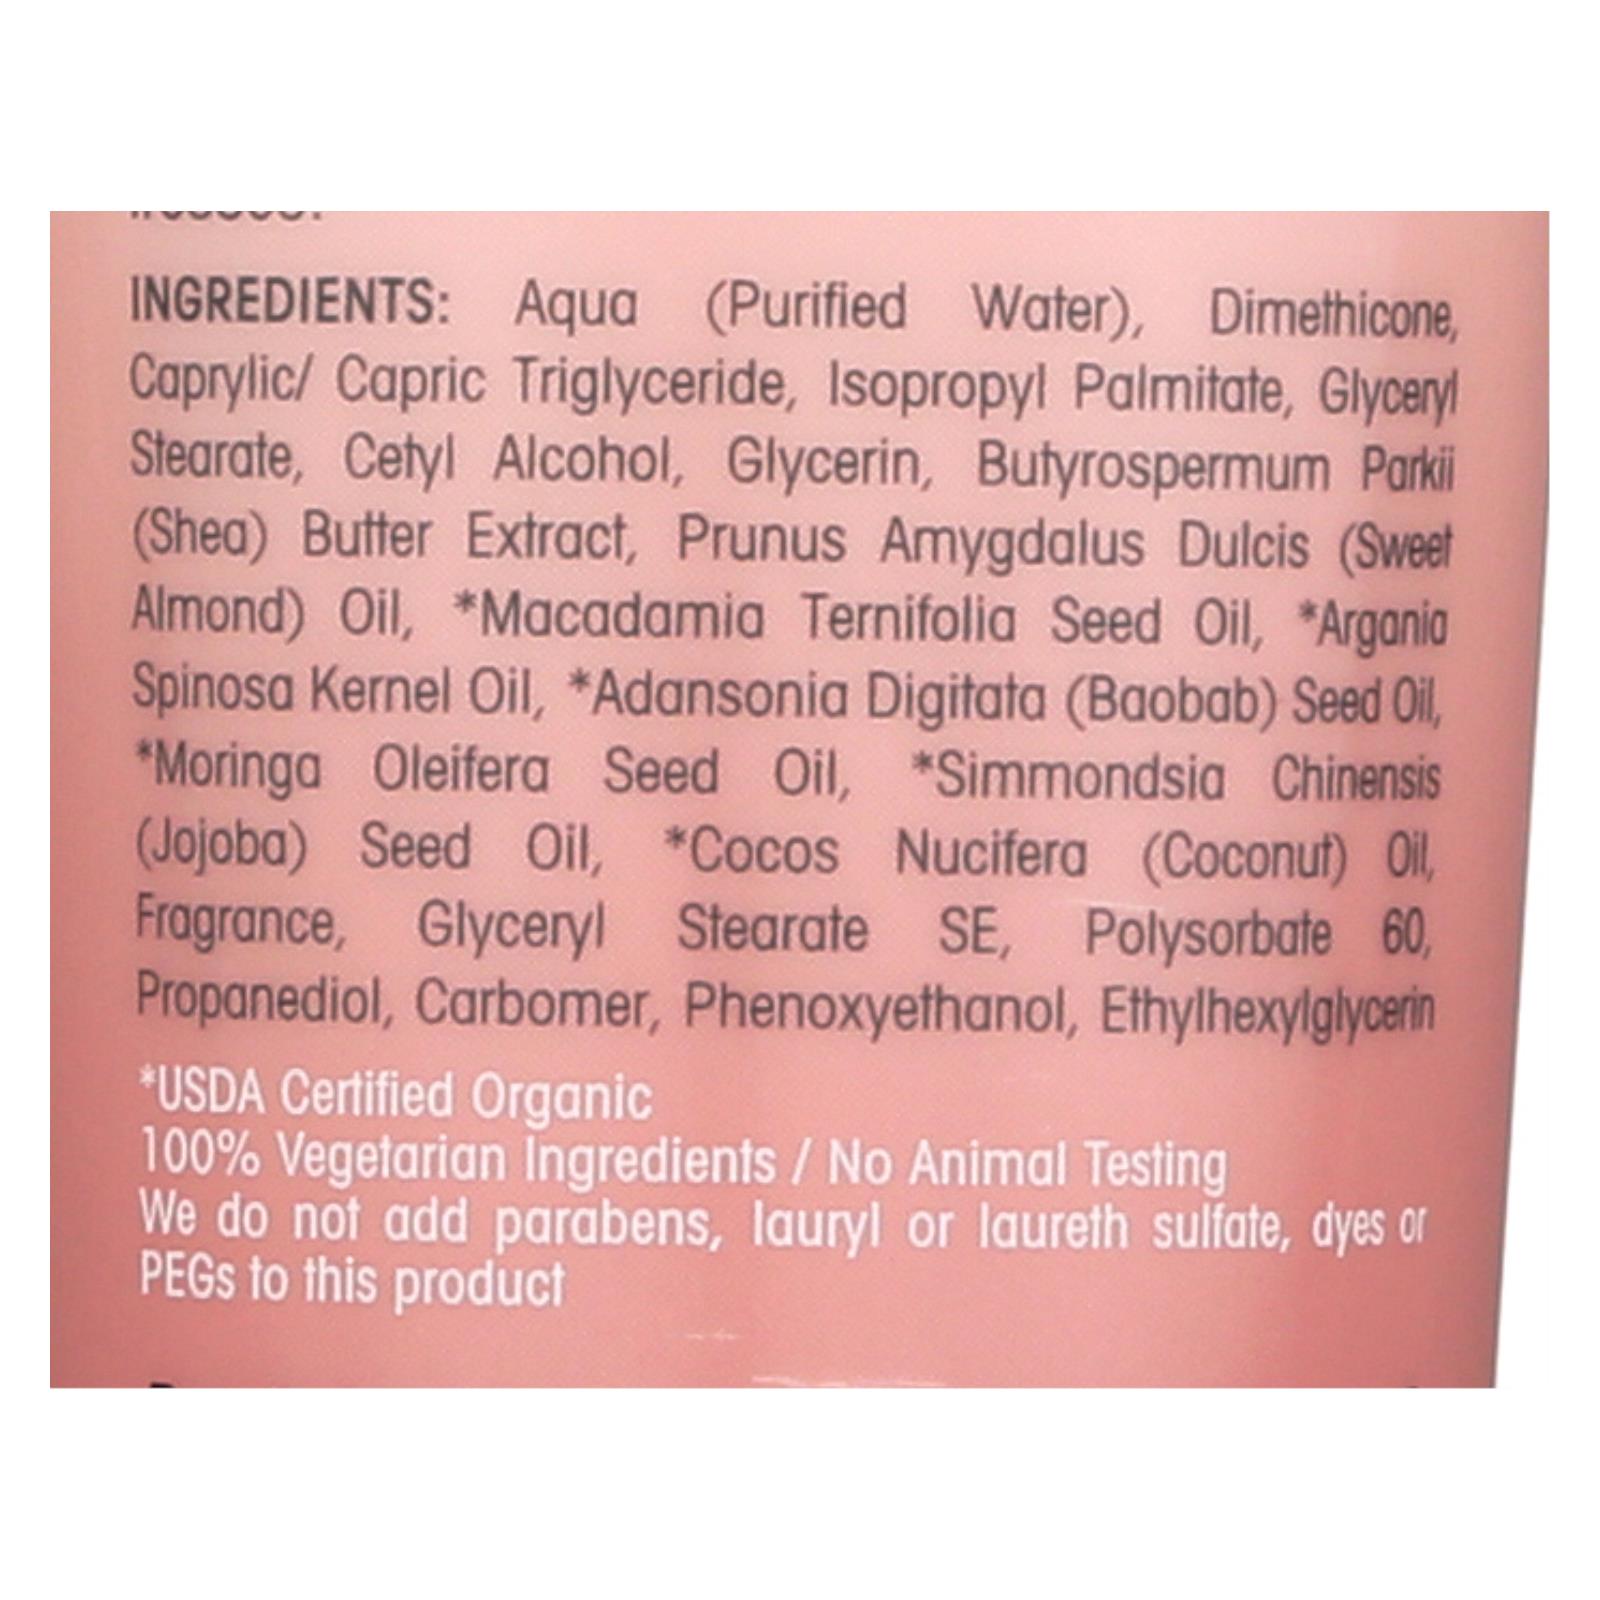 INGREDIENTS: Aqua (Purified Water), Dimethicone,
Caprylic/ Capric Triglyceride, Isopropyl Palmitate, Glyceryl
Stearate, Cetyl Alcohol, Glycerin, Butyrospermum Parkii
(Shea) Butter Extract, Prunus Amygdalus Dulcis (Sweet
Almond) Oil, *Macadamia Ternifolia Seed Oil, *Argania
Spinosa Kernel Oil, *Adansonia Digitata (Baobab) Seed Oil,
*Moringa Oleifera Seed Oil, *Simmondsia Chinensis
(Jojoba) Seed Oil, *Cocos Nucifera (Coconut) Oil,
Fragrance, Glyceryl Stearate SE, Polysorbate 60,
Propanediol, Carbomer, Phenoxyethanol, Ethylhexylglycerin
*USDA Certified Organic
100% Vegetarian Ingredients / No Animal Testing
We do not add parabens, lauryl or laureth sulfate, dyes or
PEGs to this product